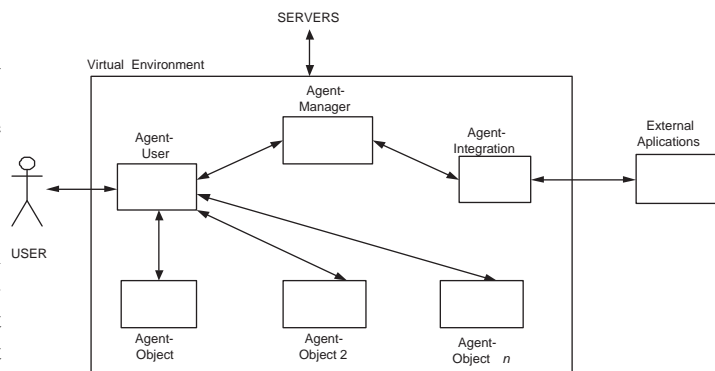 SERVERS
Virtual Environment
Agent-
Manager
Agent-
User
Agent-
Integration
External
Aplications
USER
Agent-
Object
Agent-
Object 2
Agent-
Object n